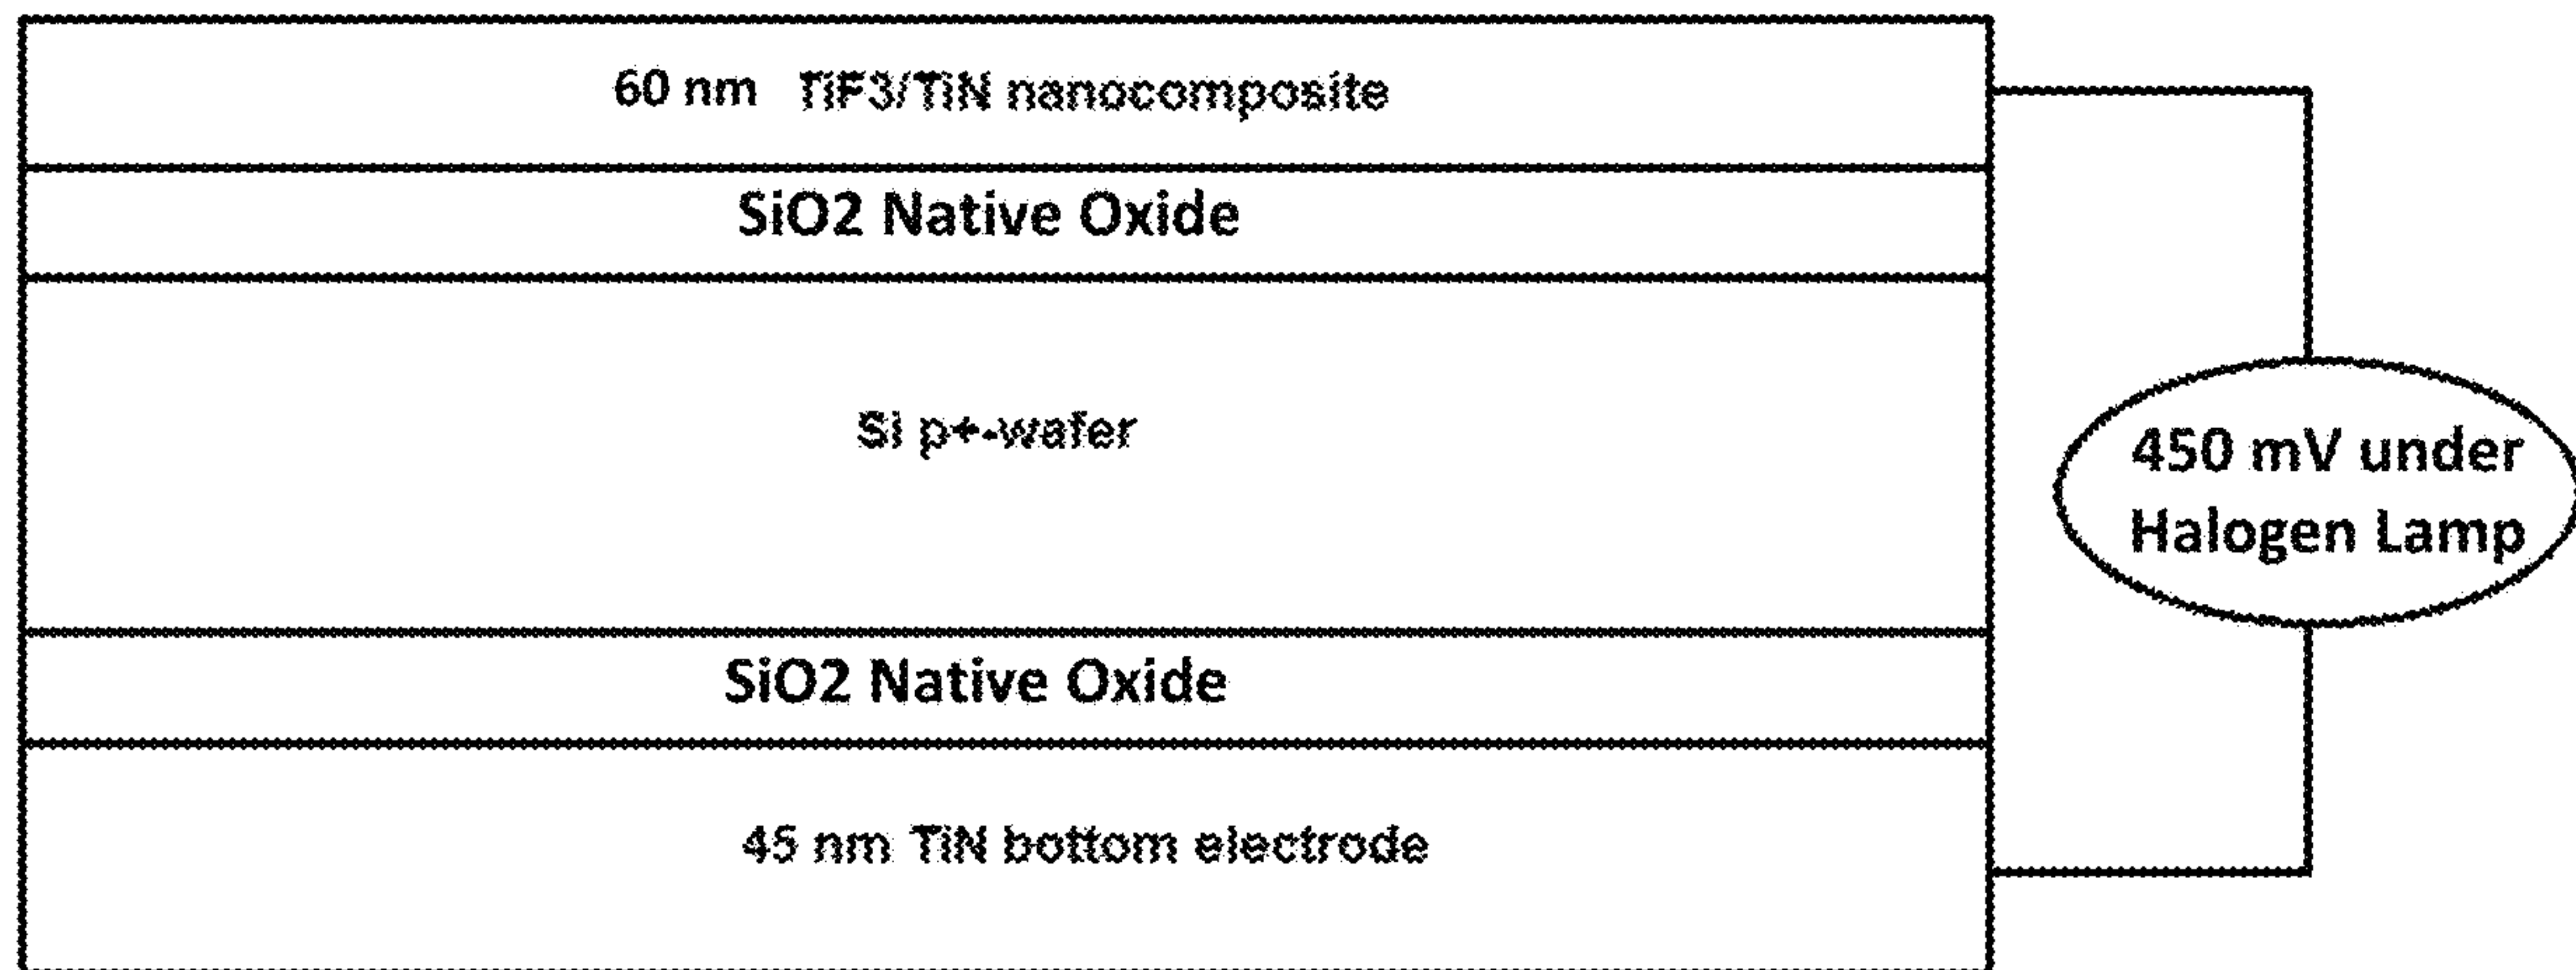 60 nm TiF3/TiN nanocomposite
SiO2 Native Oxide
Si p+-wafer
450 mV under
Halogen Lamp
SiO2 Native Oxide
45 nm TiN bottom electrode